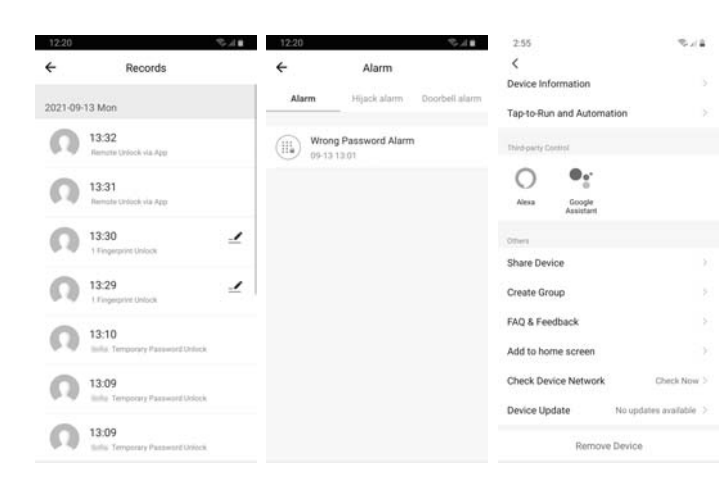 12:20
Records
2021-09-13 Mon
13:32
Remote Unlock via App
13:31
Remote Unlock via App
13:30
1 Fingerprint Unlock
13:29
1 Fingerprint Unlock
13:10
Temporary Password Unlock
13:09
Temporary Password Unlock
13:09
Temporary Password Unlock
12:20
Alarm
Alarm
Hijack alarm
Doorbell alarm
Wrong Password Alarm
09-13 13:01
2:55
Device Information
Tap-to-Run and Automation
Third-party Control
Alexa
Google
Assistant
Others
Share Device
Create Group
FAQ & Feedback
Add to home screen
Check Device Network Check Now
Device Update No updates available
Remove Device